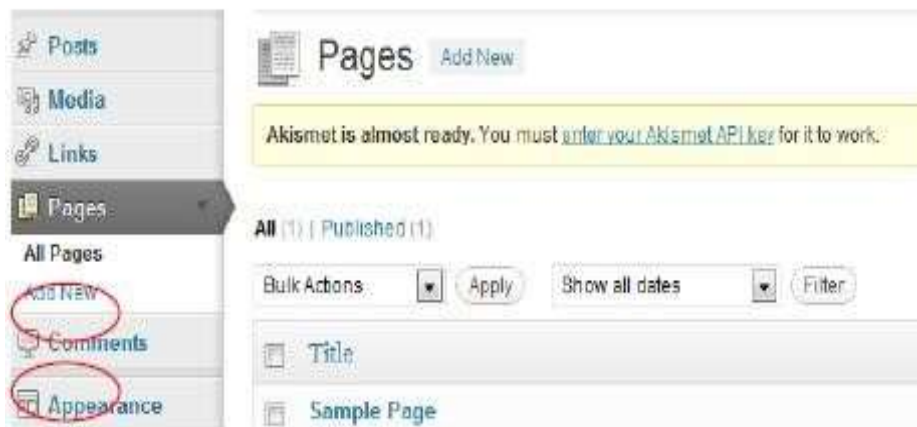 Posts
Media
Links
Pages
All Pages
Add New
Comments
Appearance
Pages Add New
Akismet is almost ready. You must enter your Akismet API key for it to work.
All (1) | Published (1)
Bulk Actions Apply Show all dates Filter
Title
Sample Page